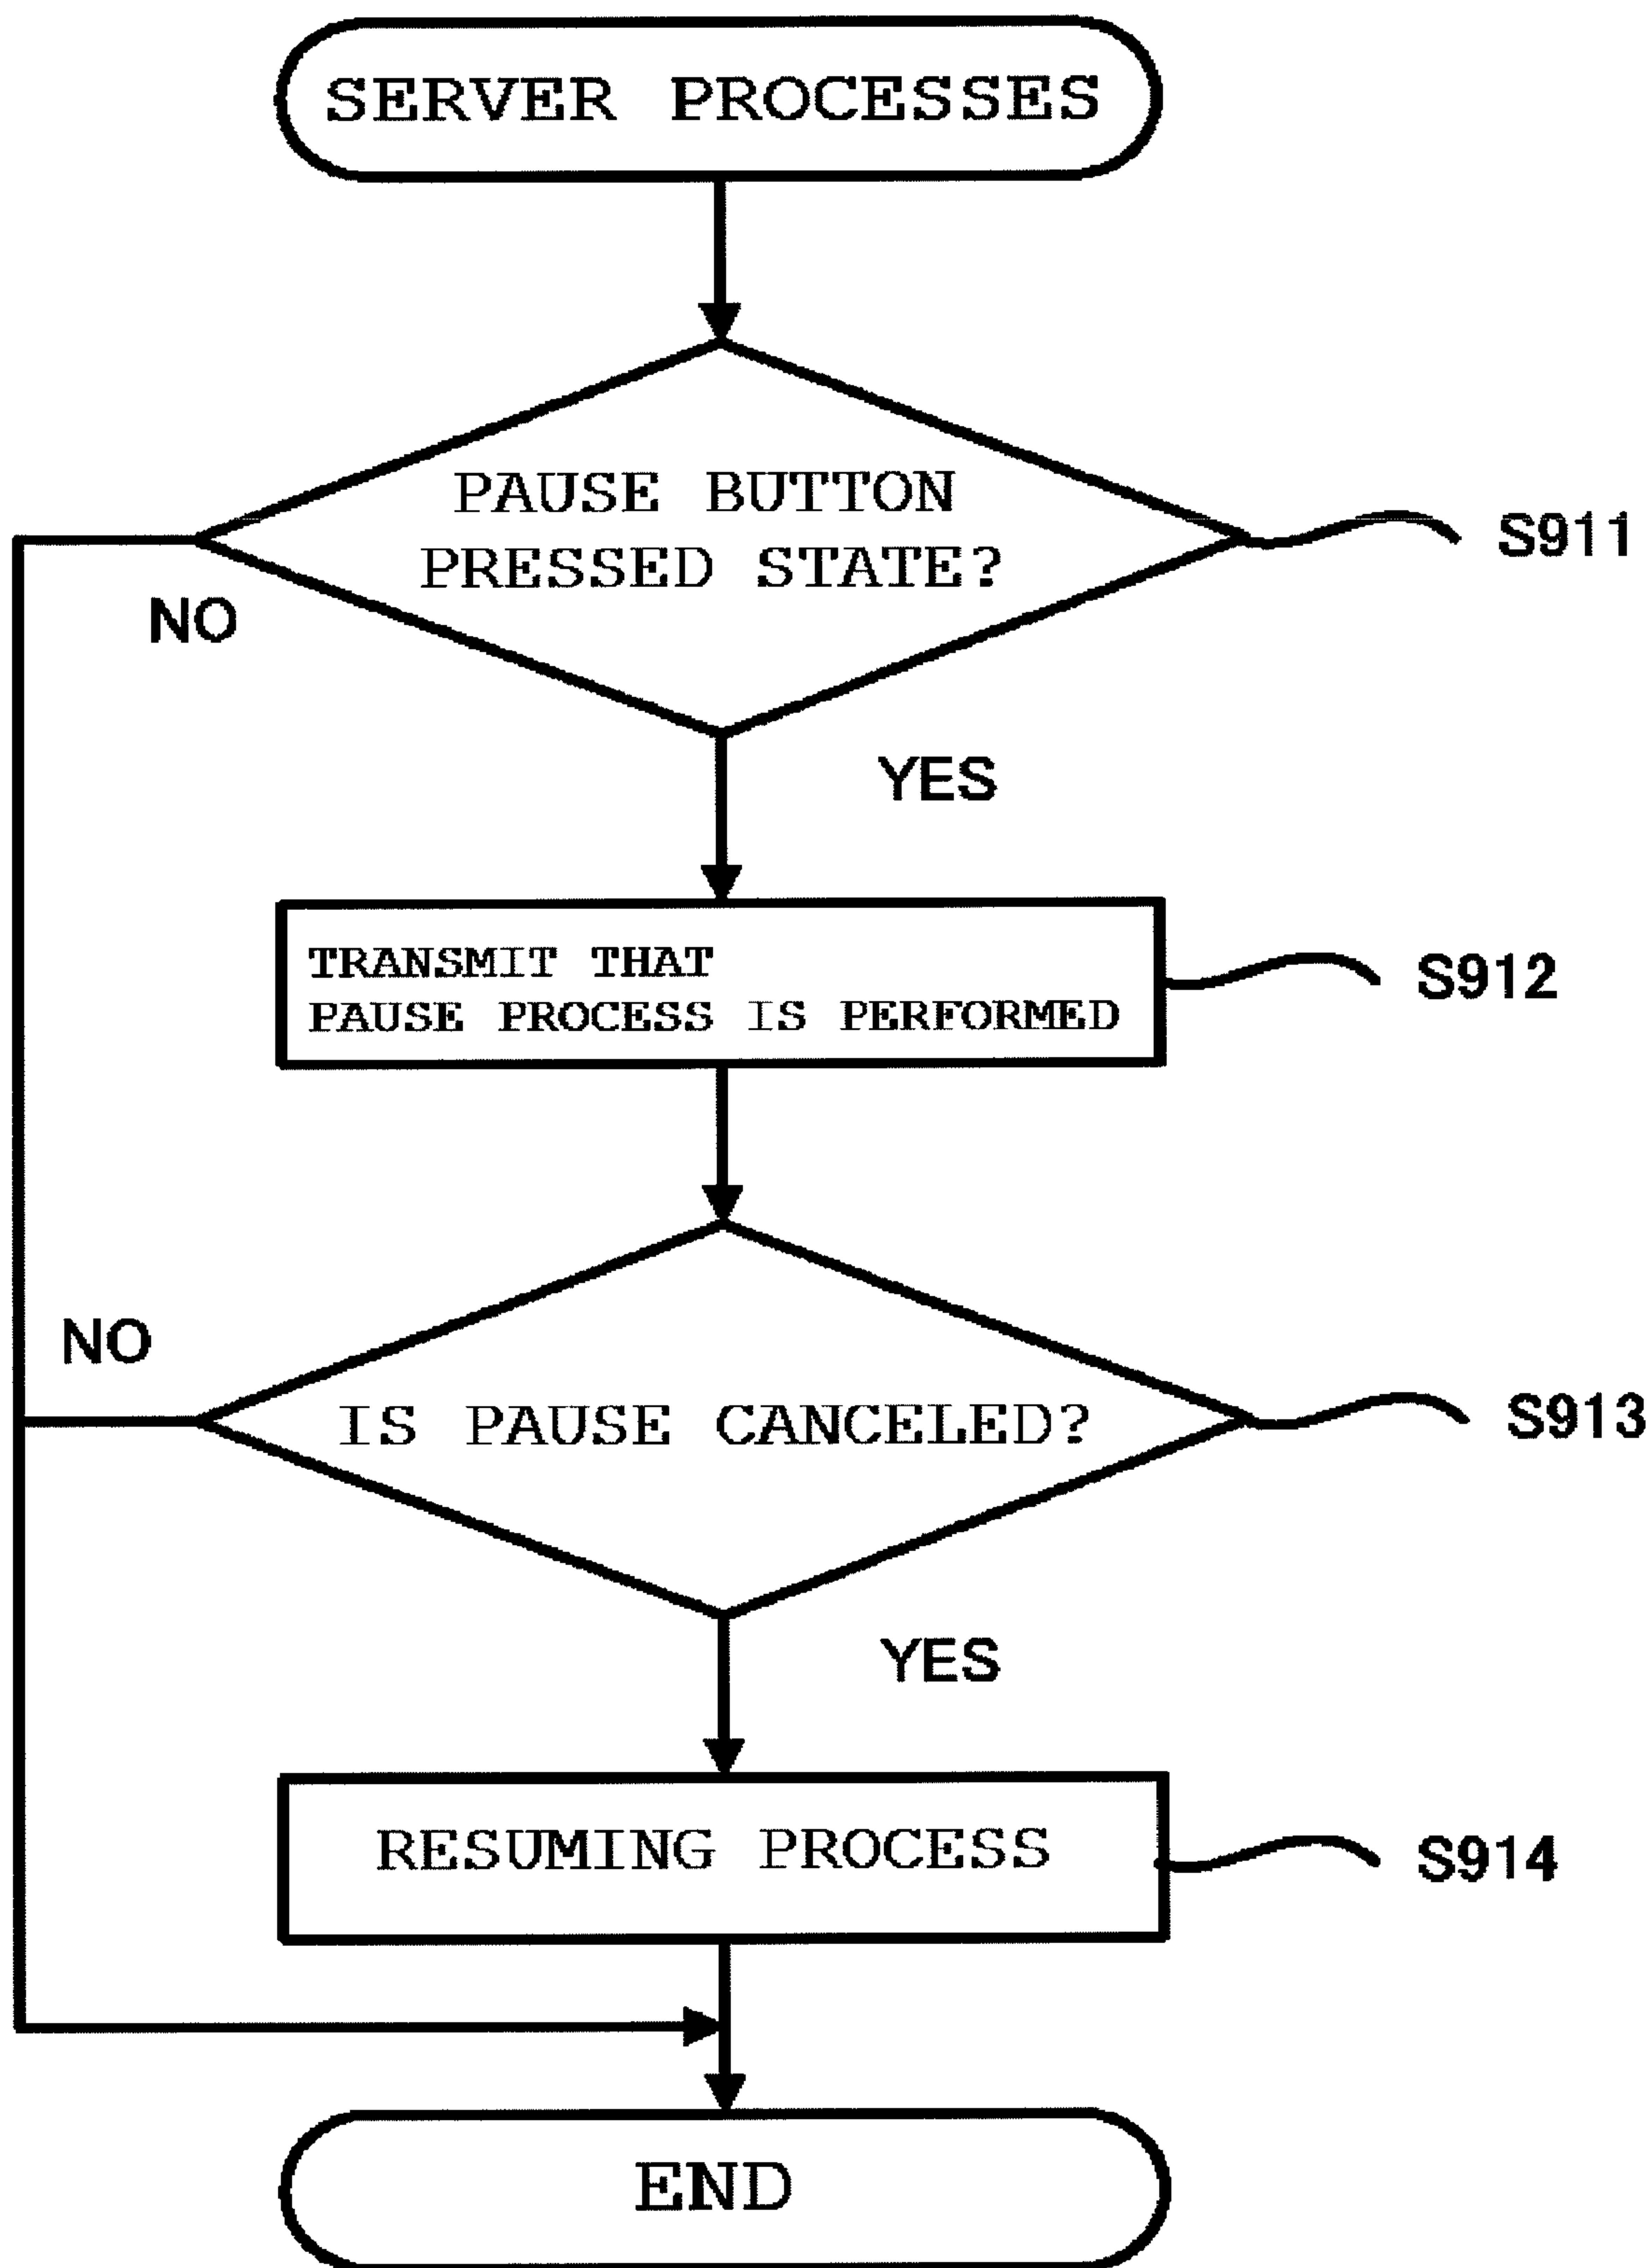 SERVER PROCESSES
PAUSE BUTTON
PRESSED STATE?
S911
NO
YES
TRANSMIT THAT
PAUSE PROCESS IS PERFORMED
S912
NO
IS PAUSE CANCELED?
S913
YES
RESUMING PROCESS
S914
END